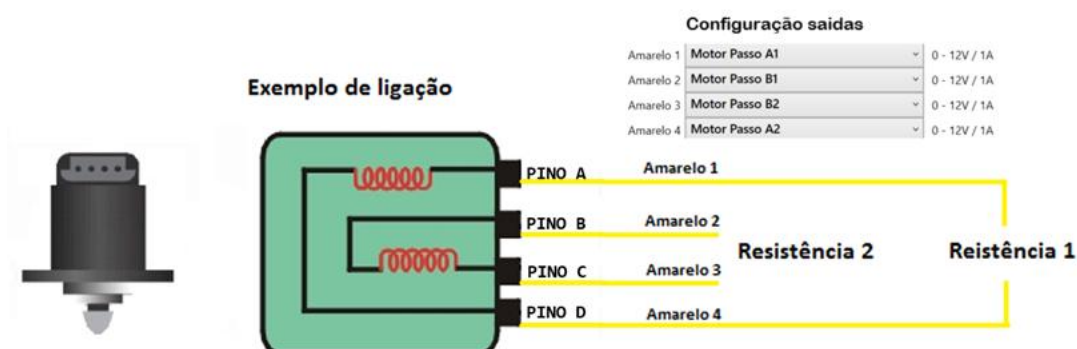 Configuração saidas
Amarelo 1 Motor Passo A1 0 - 12V / 1A
Amarelo 2 Motor Passo B1 0 - 12V / 1A
Amarelo 3 Motor Passo B2 0 - 12V / 1A
Amarelo 4 Motor Passo A2 0 - 12V / 1A
Exemplo de ligação
PINO A Amarelo 1
PINO B Amarelo 2
Resistência 2 Reistência 1
PINO C Amarelo 3
PINO D Amarelo 4